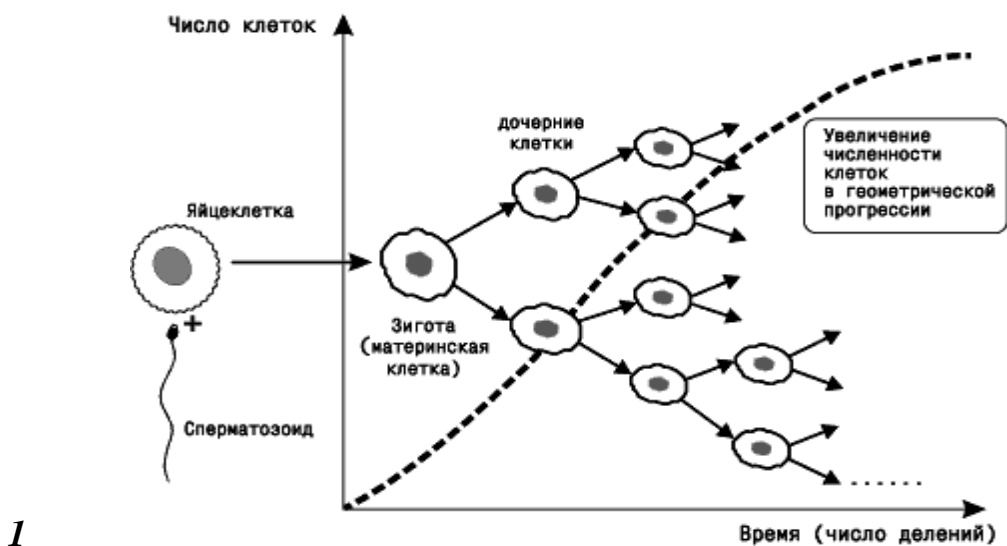 Число клеток
дочерние
клетки
Увеличение
численности
клеток
в геометрической
прогрессии
Яйцеклетка
+
Зигота
(материнская
клетка)
Сперматозоид
......
Время (число делений)
1